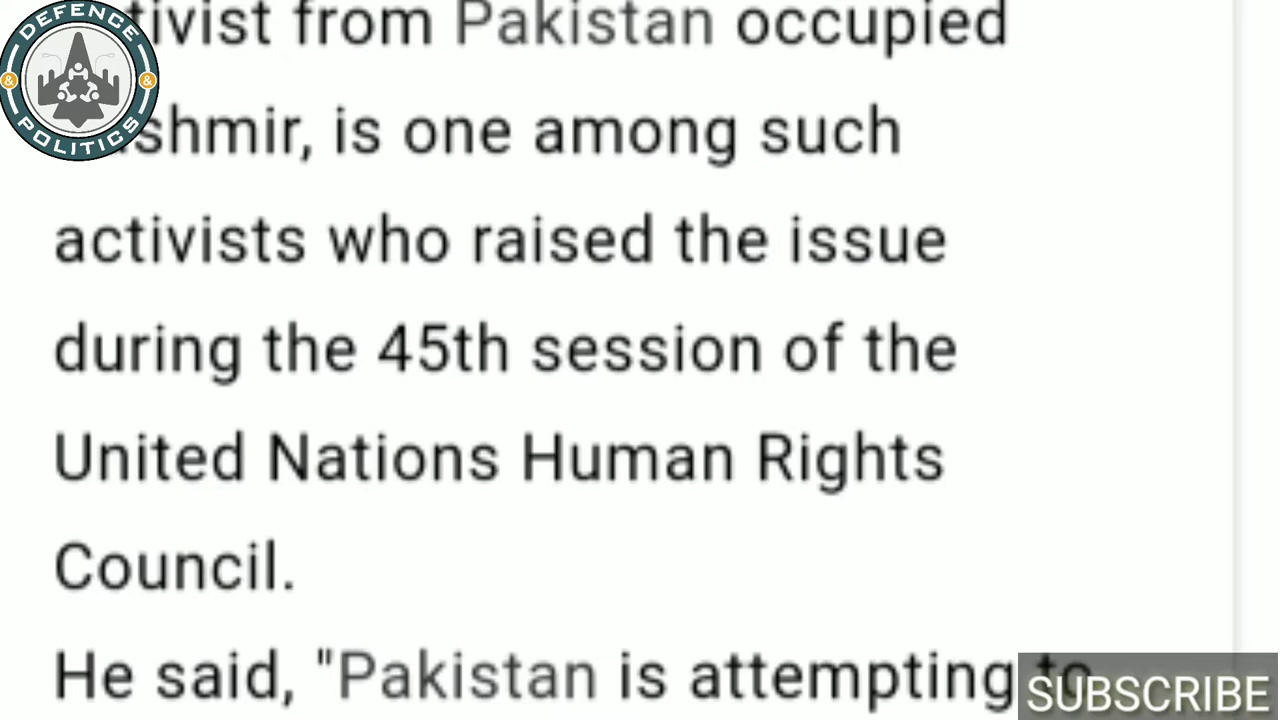 DEFENCE
& &
POLITICS
tivist from Pakistan occupied
shmir, is one among such
activists who raised the issue
during the 45th session of the
United Nations Human Rights
Council.
He said, "Pakistan is attempting to
SUBSCRIBE